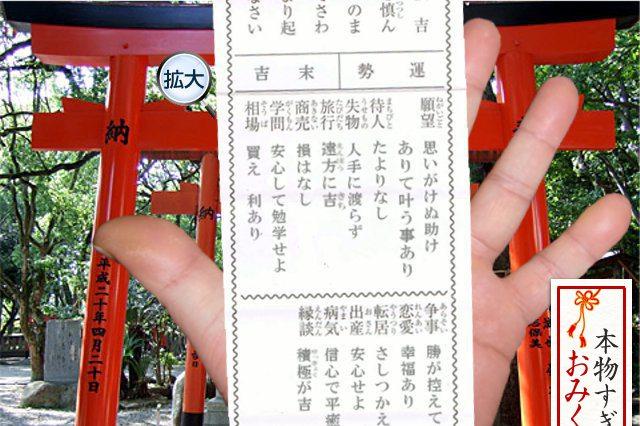 吉
慎ん
のま
さわ
り起
なさい
運勢 末吉
願望 思いがけぬ助け
ありて叶う事あり
待人 たよりなし
失物 人手に渡らず
旅行 遠方に吉
商売 損はなし
学問 安心して勉学せよ
相場 買え 利あり
争事 勝が控えて
恋愛 幸福あり
転居 さしつかえ
出産 安心せよ
病気 信心で平癒
縁談 積極が吉
拡大
納
納
平成二十年四月二十日
本物すぎ
おみく